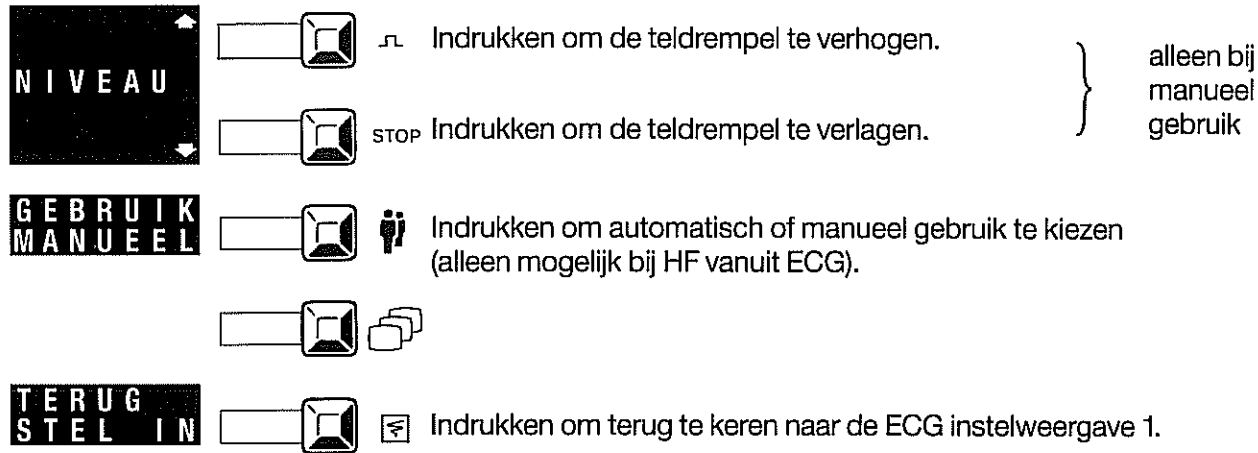 NIVEAU
Indrukken om de teldrempel te verhogen.
STOP Indrukken om de teldrempel te verlagen.
alleen bij
manueel
gebruik
GEBRUIK
MANUEEL
Indrukken om automatisch of manueel gebruik te kiezen
(alleen mogelijk bij HF vanuit ECG).
TERUG
STEL IN
Indrukken om terug te keren naar de ECG instelweergave 1.